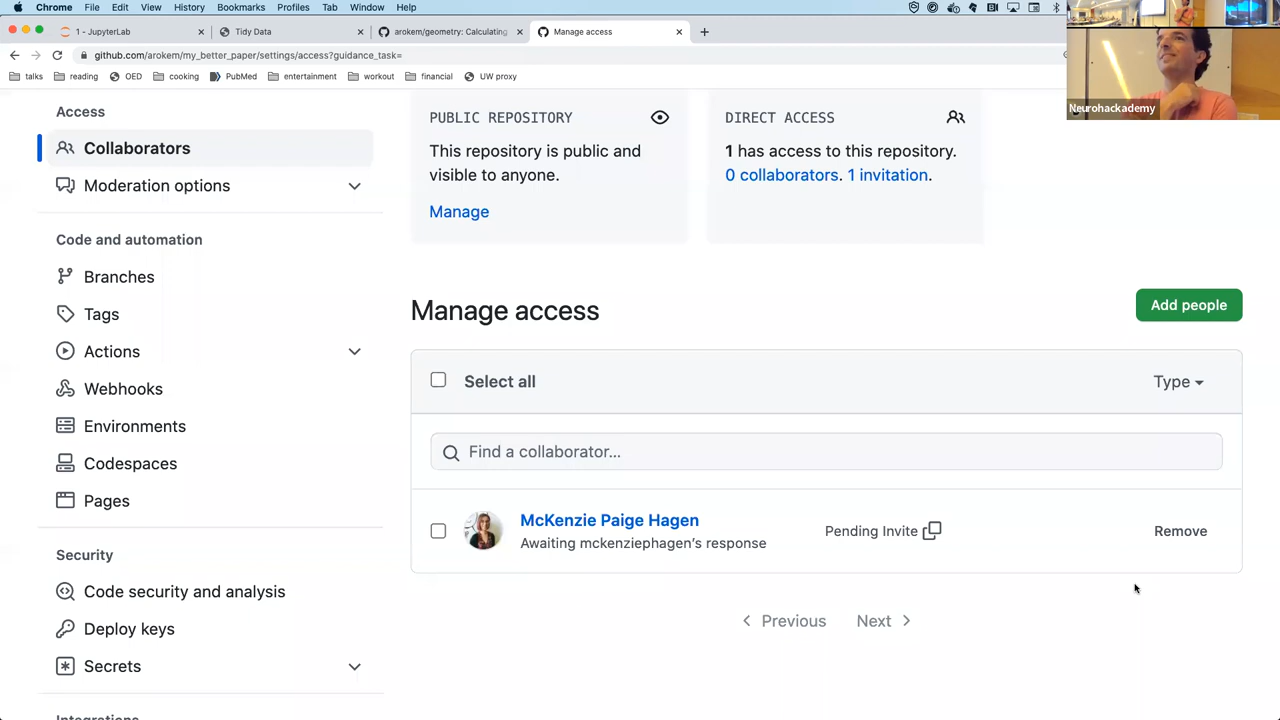 Chrome File Edit View History Bookmarks Profiles Tab Window Help
1 - JupyterLab
Tidy Data
arokem/geometry: Calculating
Manage access
github.com/arokem/my_better_paper/settings/access?guidance_task=
talks reading OED cooking PubMed entertainment workout financial UW proxy
Neurohackademy
Access
Collaborators
Moderation options
Code and automation
Branches
Tags
Actions
Webhooks
Environments
Codespaces
Pages
Security
Code security and analysis
Deploy keys
Secrets
PUBLIC REPOSITORY
This repository is public and
visible to anyone.
Manage
DIRECT ACCESS
1 has access to this repository.
0 collaborators. 1 invitation.
Manage access
Add people
Select all
Type
Find a collaborator...
McKenzie Paige Hagen
Awaiting mckenziephagen's response
Pending Invite
Remove
Previous Next
Integrations